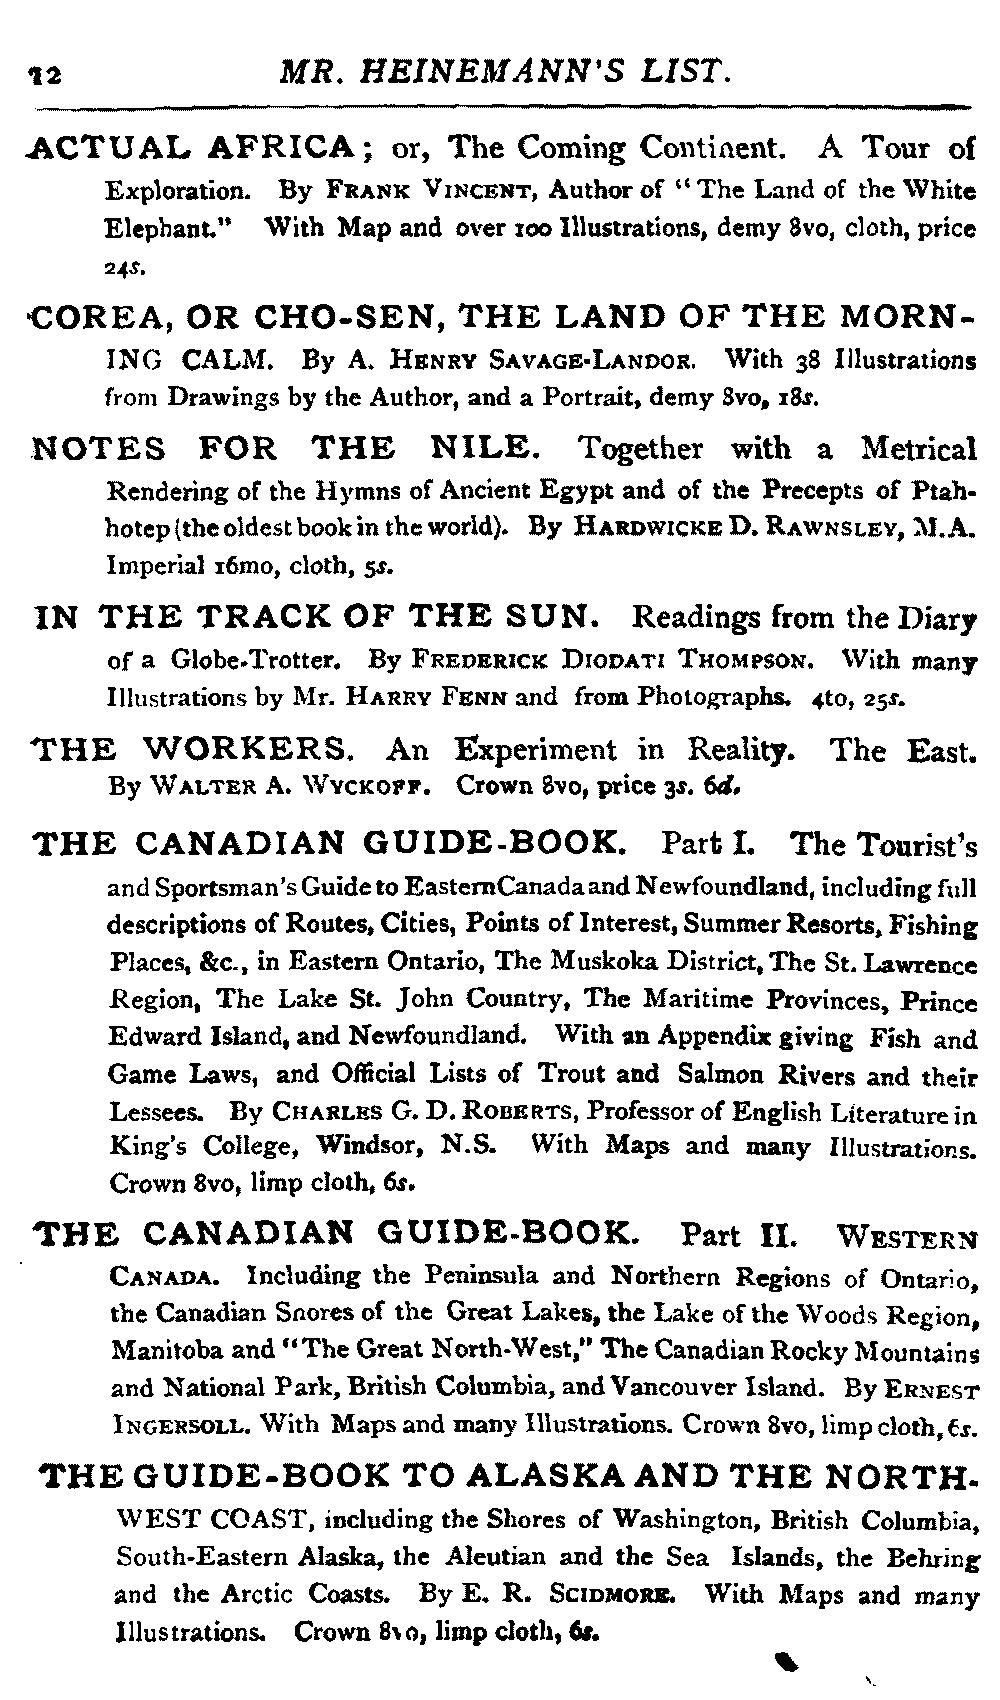 12 MR. HEINEMANN'S LIST.
ACTUAL AFRICA; or, The Coming Continent. A Tour of
Exploration. By FRANK VINCENT, Author of "The Land of the White
Elephant." With Map and over 100 Illustrations, demy 8vo, cloth, price
24s.
COREA, OR CHO-SEN, THE LAND OF THE MORN-
ING CALM. By A. HENRY SAVAGE-LANDOR. With 38 Illustrations
from Drawings by the Author, and a Portrait, demy 8vo, 18s.
NOTES FOR THE NILE. Together with a Metrical
Rendering of the Hymns of Ancient Egypt and of the Precepts of Ptah-
hotep (the oldest book in the world). By HARDWICKE D. RAWNSLEY, M.A.
Imperial 16mo, cloth, 5s.
IN THE TRACK OF THE SUN. Readings from the Diary
of a Globe-Trotter. By FREDERICK DIODATI THOMPSON. With many
Illustrations by Mr. HARRY FENN and from Photographs. 4to, 25s.
THE WORKERS. An Experiment in Reality. The East.
By WALTER A. WYCKOFF. Crown 8vo, price 3s. 6d.
THE CANADIAN GUIDE-BOOK. Part I. The Tourist's
and Sportsman's Guide to Eastern Canada and Newfoundland, including full
descriptions of Routes, Cities, Points of Interest, Summer Resorts, Fishing
Places, &c., in Eastern Ontario, The Muskoka District, The St. Lawrence
Region, The Lake St. John Country, The Maritime Provinces, Prince
Edward Island, and Newfoundland. With an Appendix giving Fish and
Game Laws, and Official Lists of Trout and Salmon Rivers and their
Lessees. By CHARLES G. D. ROBERTS, Professor of English Literature in
King's College, Windsor, N.S. With Maps and many Illustrations.
Crown 8vo, limp cloth, 6s.
THE CANADIAN GUIDE-BOOK. Part II. WESTERN
CANADA. Including the Peninsula and Northern Regions of Ontario,
the Canadian Shores of the Great Lakes, the Lake of the Woods Region,
Manitoba and "The Great North-West," The Canadian Rocky Mountains
and National Park, British Columbia, and Vancouver Island. By ERNEST
INGERSOLL. With Maps and many Illustrations. Crown 8vo, limp cloth, 6s.
THE GUIDE-BOOK TO ALASKA AND THE NORTH-
WEST COAST, including the Shores of Washington, British Columbia,
South-Eastern Alaska, the Aleutian and the Sea Islands, the Behring
and the Arctic Coasts. By E. R. SCIDMORE. With Maps and many
Illustrations. Crown 8vo, limp cloth, 6s.